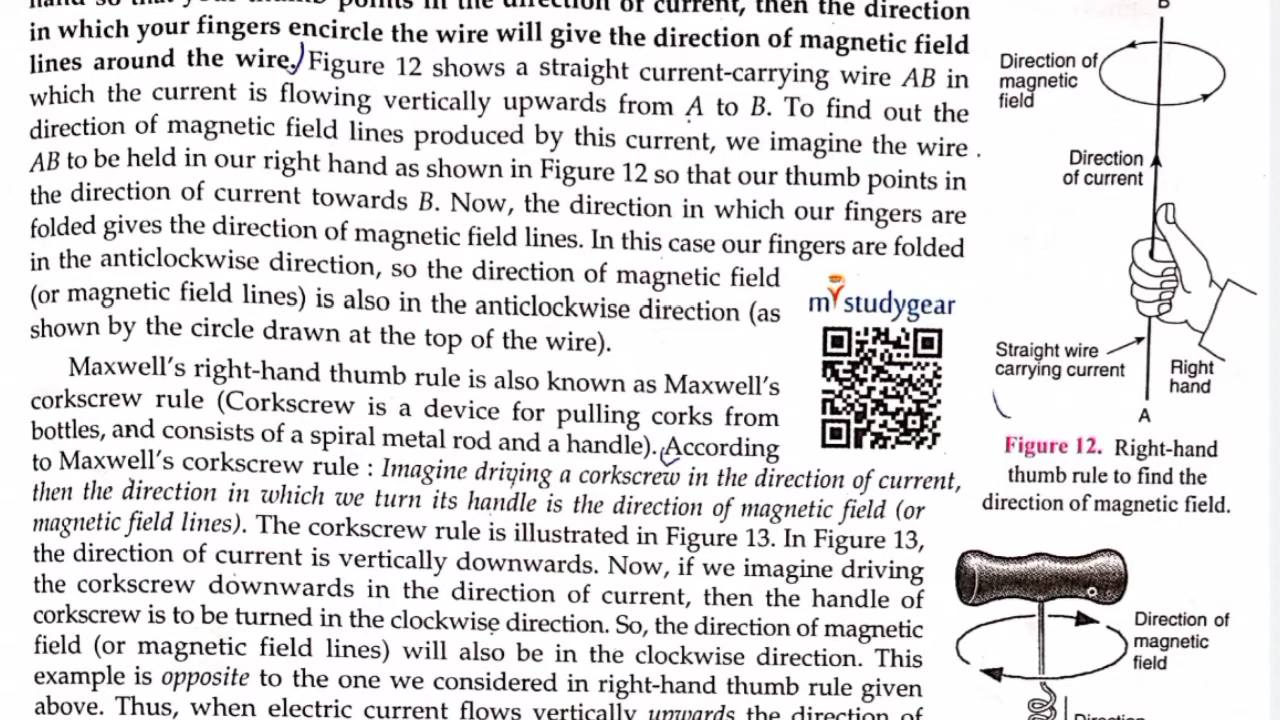 hand so that your thumb points in the direction of current, then the direction
in which your fingers encircle the wire will give the direction of magnetic field
lines around the wire. Figure 12 shows a straight current-carrying wire AB in
which the current is flowing vertically upwards from A to B. To find out the
direction of magnetic field lines produced by this current, we imagine the wire
AB to be held in our right hand as shown in Figure 12 so that our thumb points in
the direction of current towards B. Now, the direction in which our fingers are
folded gives the direction of magnetic field lines. In this case our fingers are folded
in the anticlockwise direction, so the direction of magnetic field
(or magnetic field lines) is also in the anticlockwise direction (as
shown by the circle drawn at the top of the wire).
Maxwell's right-hand thumb rule is also known as Maxwell's
corkscrew rule (Corkscrew is a device for pulling corks from
bottles, and consists of a spiral metal rod and a handle). According
to Maxwell's corkscrew rule : Imagine driving a corkscrew in the direction of current,
then the direction in which we turn its handle is the direction of magnetic field (or
magnetic field lines). The corkscrew rule is illustrated in Figure 13. In Figure 13,
the direction of current is vertically downwards. Now, if we imagine driving
the corkscrew downwards in the direction of current, then the handle of
corkscrew is to be turned in the clockwise direction. So, the direction of magnetic
field (or magnetic field lines) will also be in the clockwise direction. This
example is opposite to the one we considered in right-hand thumb rule given
above. Thus, when electric current flows vertically upwards the direction of
mystudygear
B
Direction of
magnetic
field
Direction
of current
Straight wire
carrying current
Right
hand
A
Figure 12. Right-hand
thumb rule to find the
direction of magnetic field.
Direction of
magnetic
field
Direction